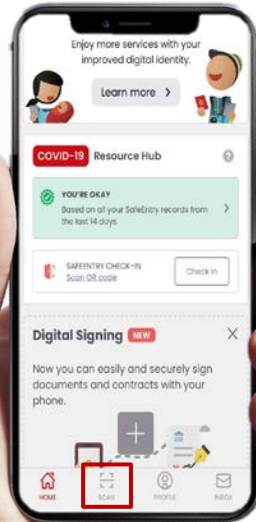 Enjoy more services with your
improved digital identity.
Learn more >
COVID-19 Resource Hub
YOU'RE OKAY
Based on all your SafeEntry records from
the last 14 days.
SAFEENTRY CHECK-IN
Scan QR code
Check in
Digital Signing NEW
Now you can easily and securely sign
documents and contracts with your
phone.
HOME SCAN PROFILE INBOX